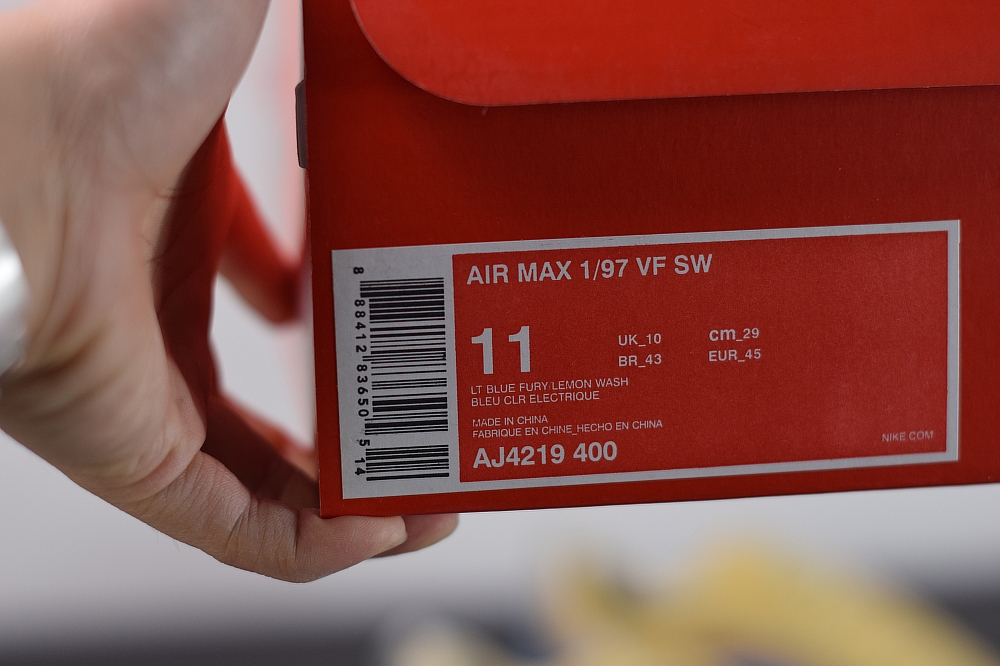 AIR MAX 1/97 VF SW
11
UK_10 cm_29
BR_43 EUR_45
LT BLUE FURY/LEMON WASH
BLEU CLR ELECTRIQUE
MADE IN CHINA
FABRIQUE EN CHINE_HECHO EN CHINA
AJ4219 400
NIKE.COM
8 88412 83650 5 14